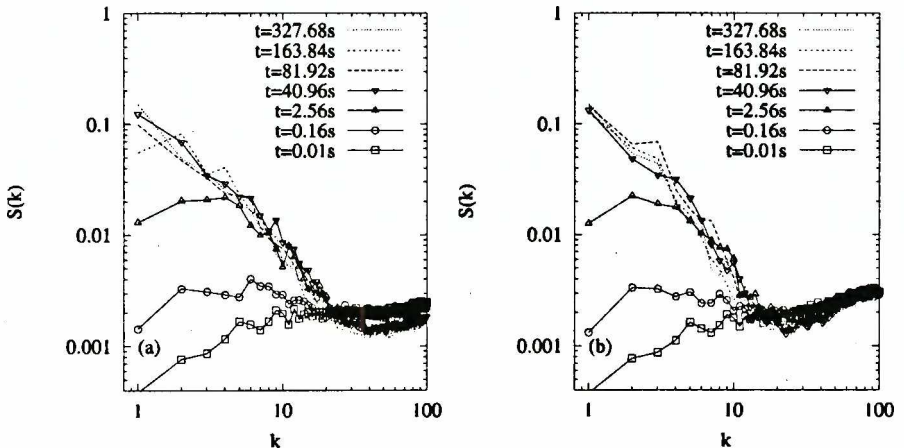 1
0.1
0.01
0.001
S(k)
t=327.68s
t=163.84s
t=81.92s
t=40.96s
t=2.56s
t=0.16s
t=0.01s
(a)
1
10
100
k
1
0.1
0.01
0.001
S(k)
t=327.68s
t=163.84s
t=81.92s
t=40.96s
t=2.56s
t=0.16s
t=0.01s
(b)
1
10
100
k